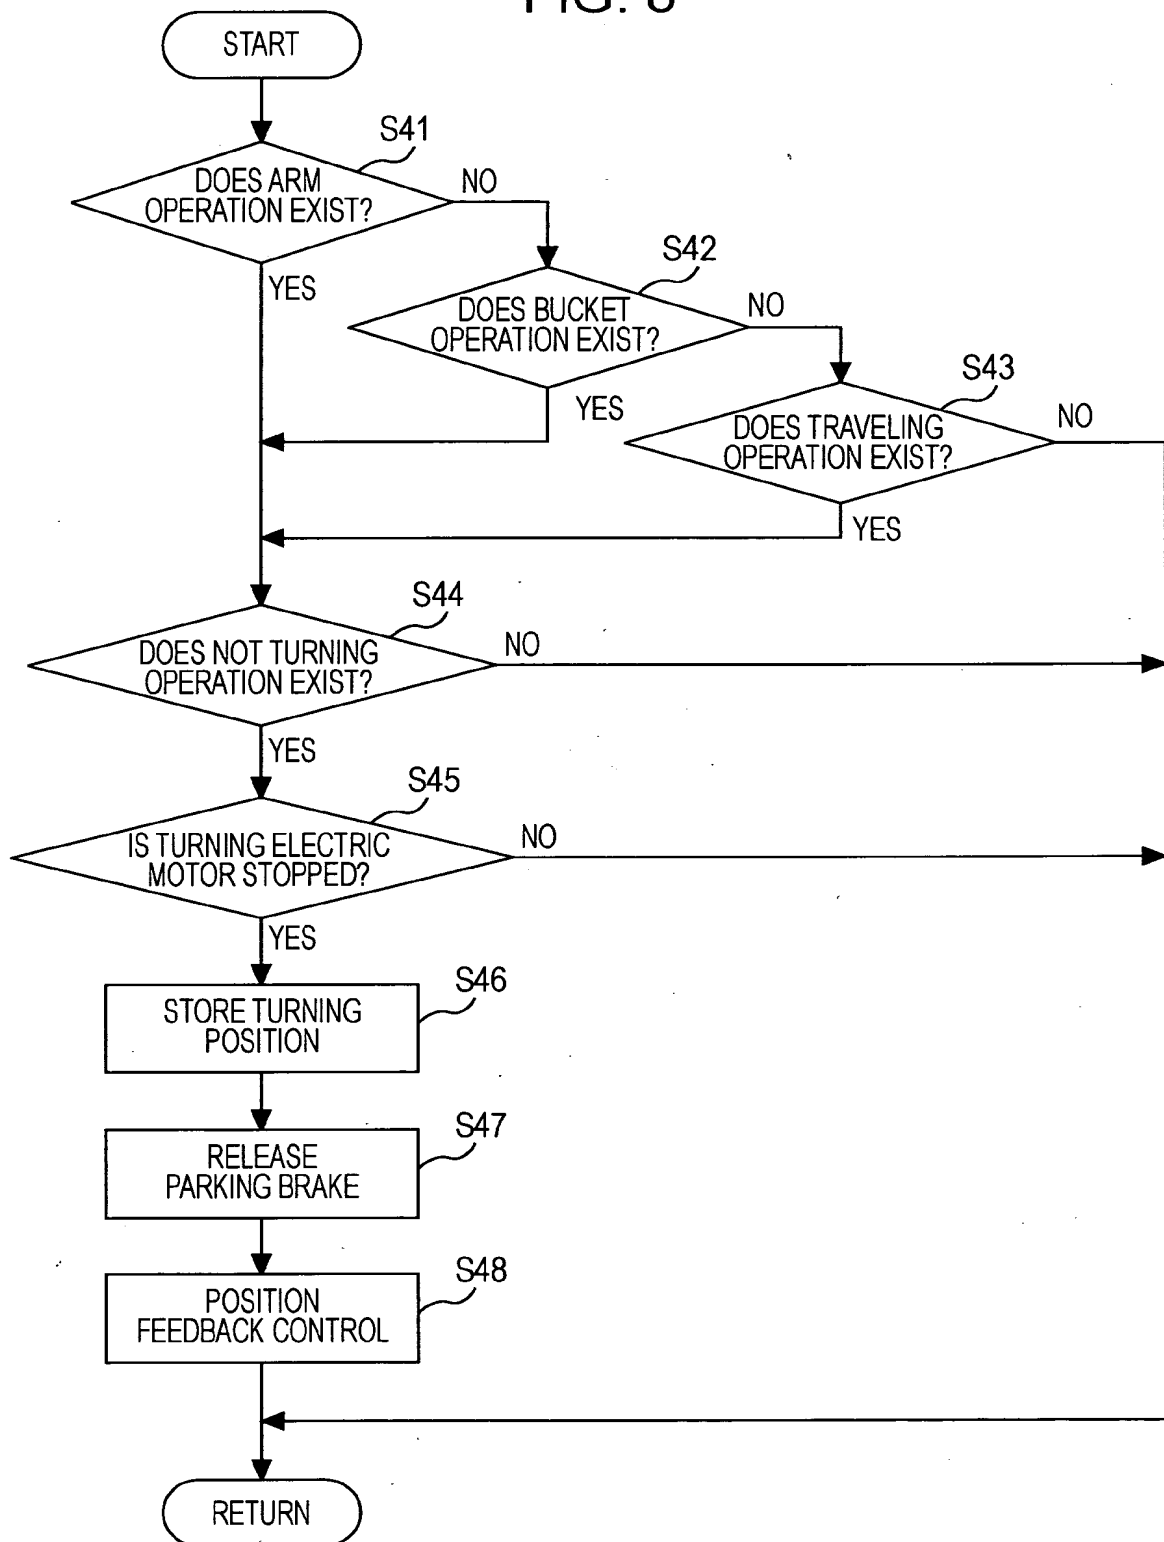 START
S41
DOES ARM
OPERATION EXIST?
NO
YES
S42
DOES BUCKET
OPERATION EXIST?
NO
YES
S43
DOES TRAVELING
OPERATION EXIST?
NO
YES
S44
DOES NOT TURNING
OPERATION EXIST?
NO
YES
S45
IS TURNING ELECTRIC
MOTOR STOPPED?
NO
YES
S46
STORE TURNING
POSITION
S47
RELEASE
PARKING BRAKE
S48
POSITION
FEEDBACK CONTROL
RETURN